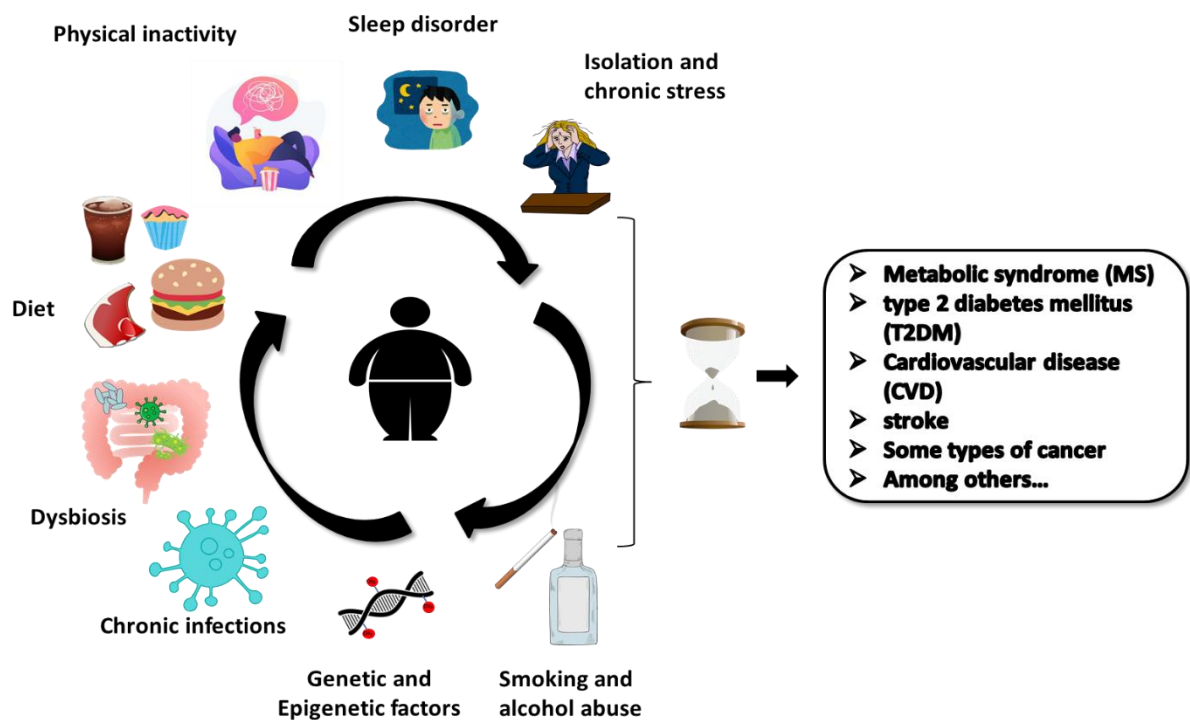 Physical inactivity
Sleep disorder
Isolation and
chronic stress
Diet
Dysbiosis
Chronic infections
Genetic and
Epigenetic factors
Smoking and
alcohol abuse
➤ Metabolic syndrome (MS)
➤ type 2 diabetes mellitus
(T2DM)
➤ Cardiovascular disease
(CVD)
➤ stroke
➤ Some types of cancer
➤ Among others...